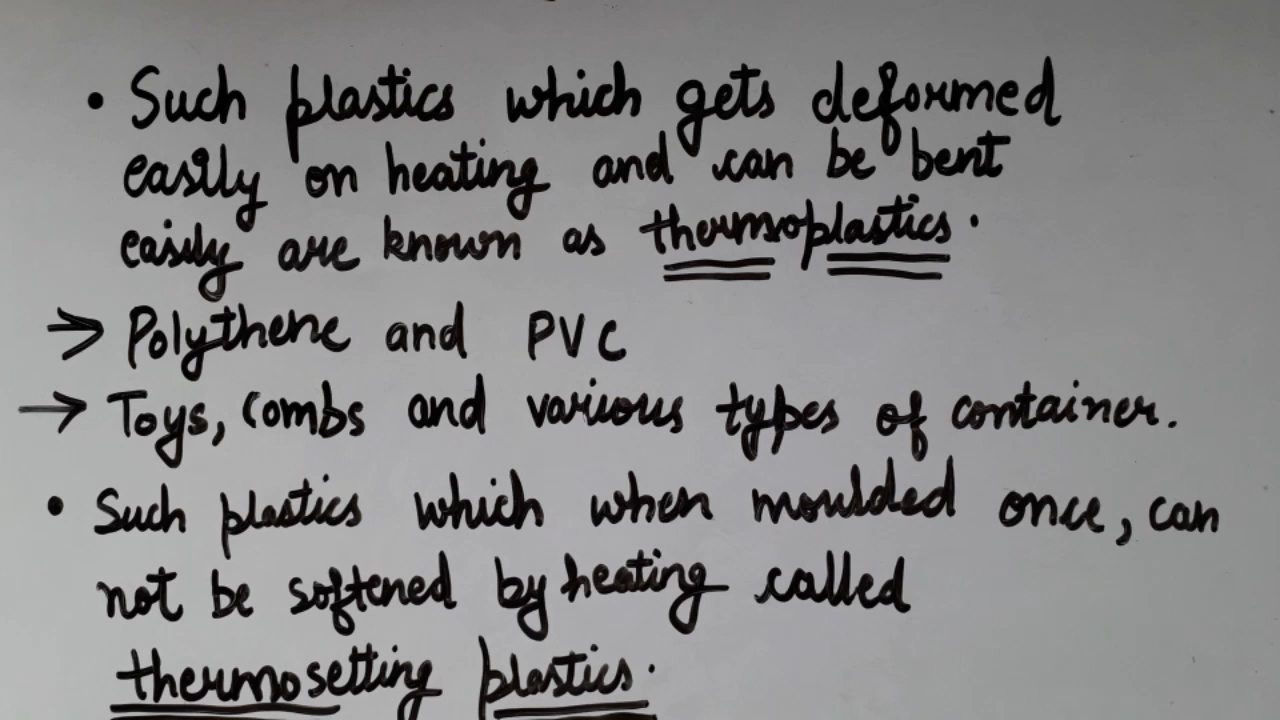 • Such plastics which gets deformed
easily on heating and can be bent
easily are known as thermoplastics.
→ Polythene and PVC
→ Toys, Combs and various types of container.
• Such plastics which when moulded once, can
not be softened by heating called
thermosetting plastics.